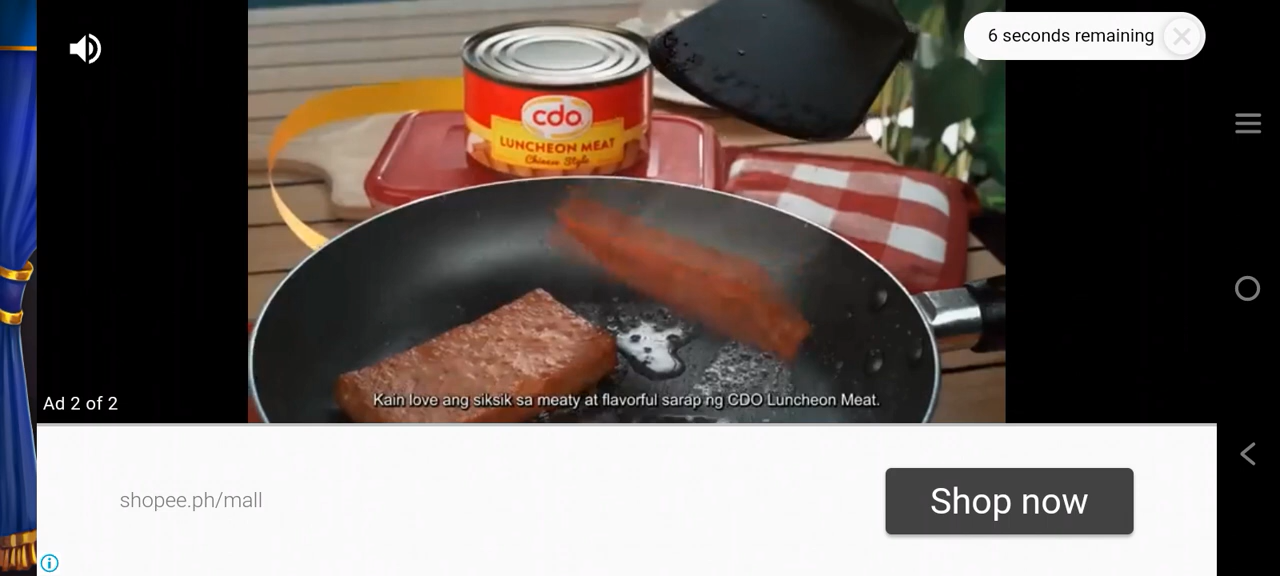 6 seconds remaining
cdo
LUNCHEON MEAT
Chinese Style
Ad 2 of 2
Kain love ang siksik sa meaty at flavorful sarap ng CDO Luncheon Meat.
shopee.ph/mall
Shop now